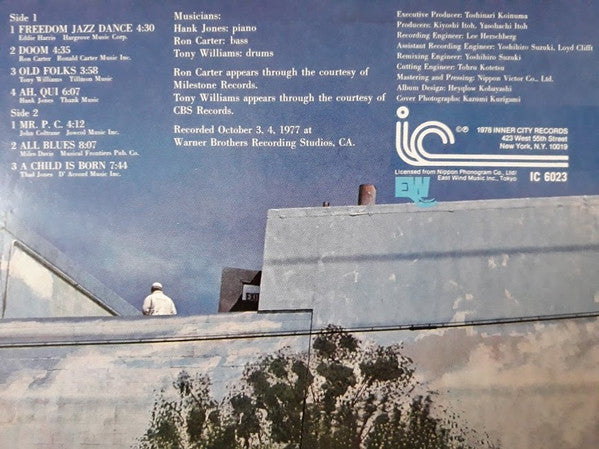 Side 1
1 FREEDOM JAZZ DANCE 4:30
Eddie Harris Hargrove Music Corp.
2 DOOM 4:35
Ron Carter Ronald Carter Music Inc.
3 OLD FOLKS 3:58
Tony Williams Tillitson Music
4 AH. QUI 6:07
Hank Jones Thank Music
Side 2
1 MR. P. C. 4:12
John Coltrane Jowcol Music Inc.
2 ALL BLUES 8:07
Miles Davis Musical Frontiers Pub. Co.
3 A CHILD IS BORN 7:44
Thad Jones D' Accord Music Inc.
Musicians:
Hank Jones: piano
Ron Carter: bass
Tony Williams: drums
Ron Carter appears through the courtesy of
Milestone Records.
Tony Williams appears through the courtesy of
CBS Records.
Recorded October 3, 4, 1977 at
Warner Brothers Recording Studios, CA.
Executive Producer: Toshinari Koinuma
Producers: Kiyoshi Itoh, Yasohachi Itoh
Recording Engineer: Lee Herschberg
Assistant Recording Engineer: Yoshihiro Suzuki, Loyd Clifft
Remixing Engineer: Yoshihiro Suzuki
Cutting Engineer: Tohru Kotetsu
Mastering and Pressing: Nippon Victor Co., Ltd.
Album Design: Heyqlow Kobayashi
Cover Photographs: Kazumi Kurigami
ic
©℗ 1978 INNER CITY RECORDS
423 West 55th Street
New York, N.Y. 10019
Licensed from Nippon Phonogram Co., Ltd/
East Wind Music Inc., Tokyo
IC 6023
EW